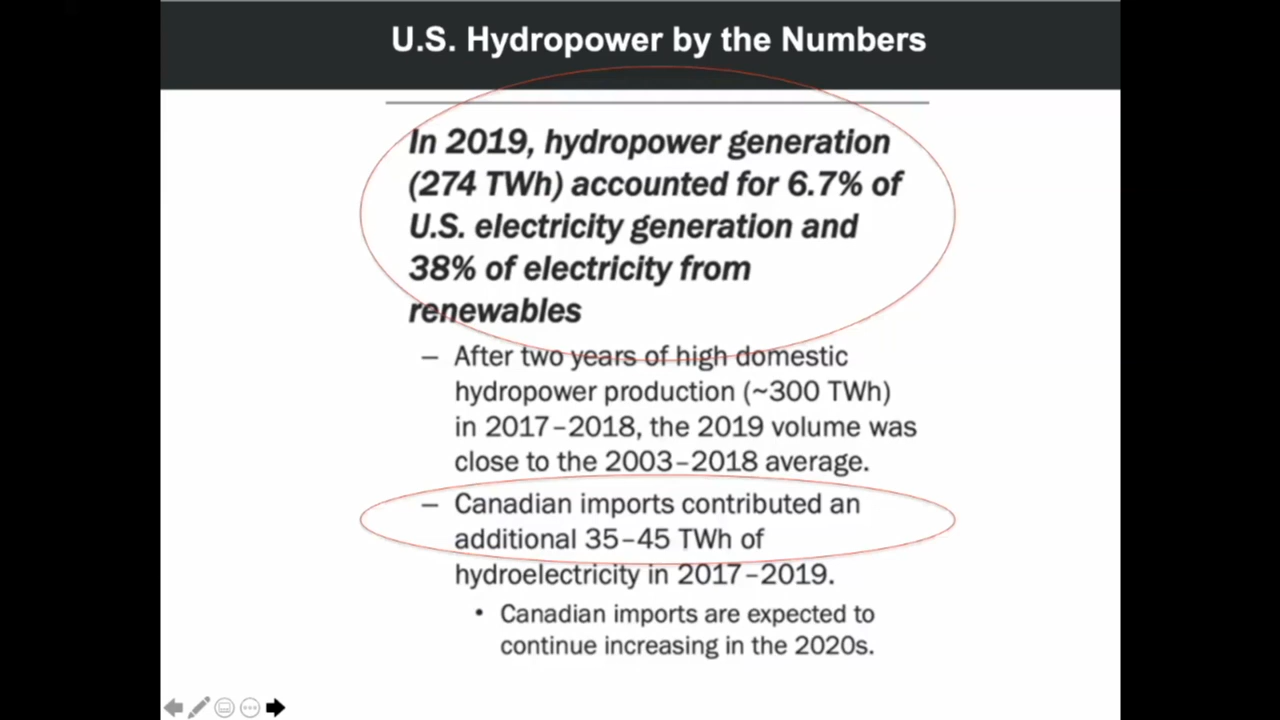 U.S. Hydropower by the Numbers
In 2019, hydropower generation
(274 TWh) accounted for 6.7% of
U.S. electricity generation and
38% of electricity from
renewables
– After two years of high domestic
hydropower production (~300 TWh)
in 2017–2018, the 2019 volume was
close to the 2003–2018 average.
– Canadian imports contributed an
additional 35–45 TWh of
hydroelectricity in 2017–2019.
• Canadian imports are expected to
continue increasing in the 2020s.